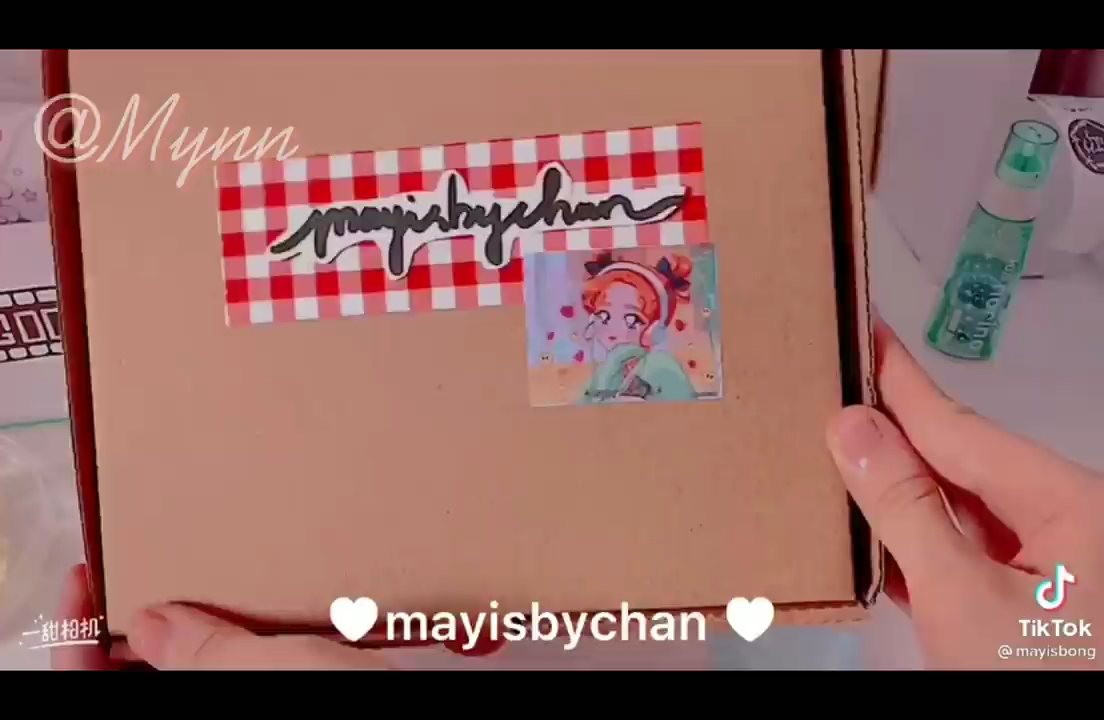 @Mynn
mayisbychan
🤍mayisbychan🤍
一甜相机
TikTok
@mayisbong